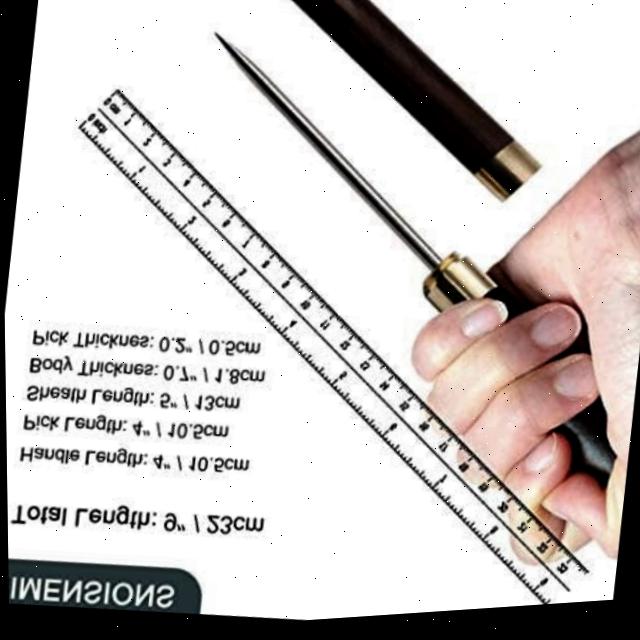 IMENSIONS
Total Length: 9" / 23cm
Handle Length: 4" / 10.5cm
Pick Length: 4" / 10.5cm
Sheath Length: 5" / 13cm
Body Thicknes: 0.7" / 1.8cm
Pick Thicknes: 0.2" / 0.5cm